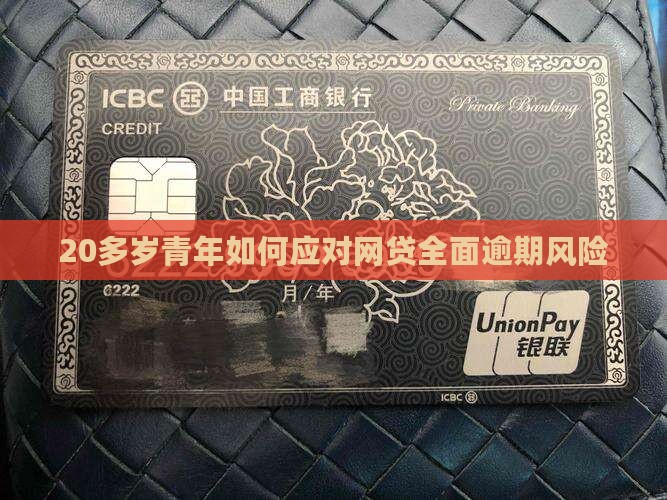 ICBC 中国工商银行
Private Banking
CREDIT
20多岁青年如何应对网贷全面逾期风险
6222
月/年
UnionPay
银联
ICBC